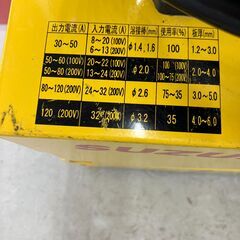 出力電流(A) 入力電流(A) 溶接棒(mm) 使用率(%) 板厚(mm)
30~50 8~20 (100V) 6~13 (200V) φ1.4, 1.6 100 1.2~3.0
50~60 (100V) 50~80 (200V) 20~22 (100V) 13~24 (200V) φ2.0 100 (100V) 100~75 (200V) 2.0~4.0
80~120 (200V) 24~32 (200V) φ2.6 75~35 3.0~5.0
120 (200V) 32 (200V) φ3.2 35 4.0~6.0
SUZU